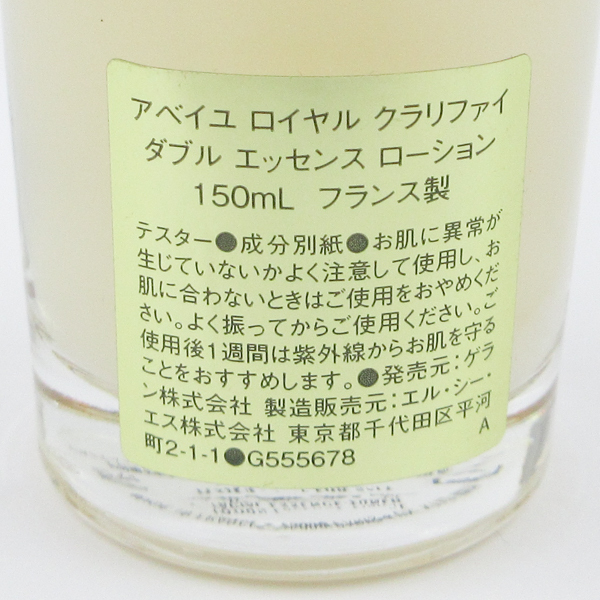 アベイユ ロイヤル クラリファイ
ダブル エッセンス ローション
150mL フランス製
テスター●成分別紙●お肌に異常が
生じていないかよく注意して使用し、お
肌に合わないときはご使用をおやめくだ
さい。よく振ってからご使用ください。ご
使用後1週間は紫外線からお肌を守る
ことをおすすめします。●発売元:ゲラ
ン株式会社 製造販売元:エル・シー・
エス株式会社 東京都千代田区平河
町2-1-1●G555678 A